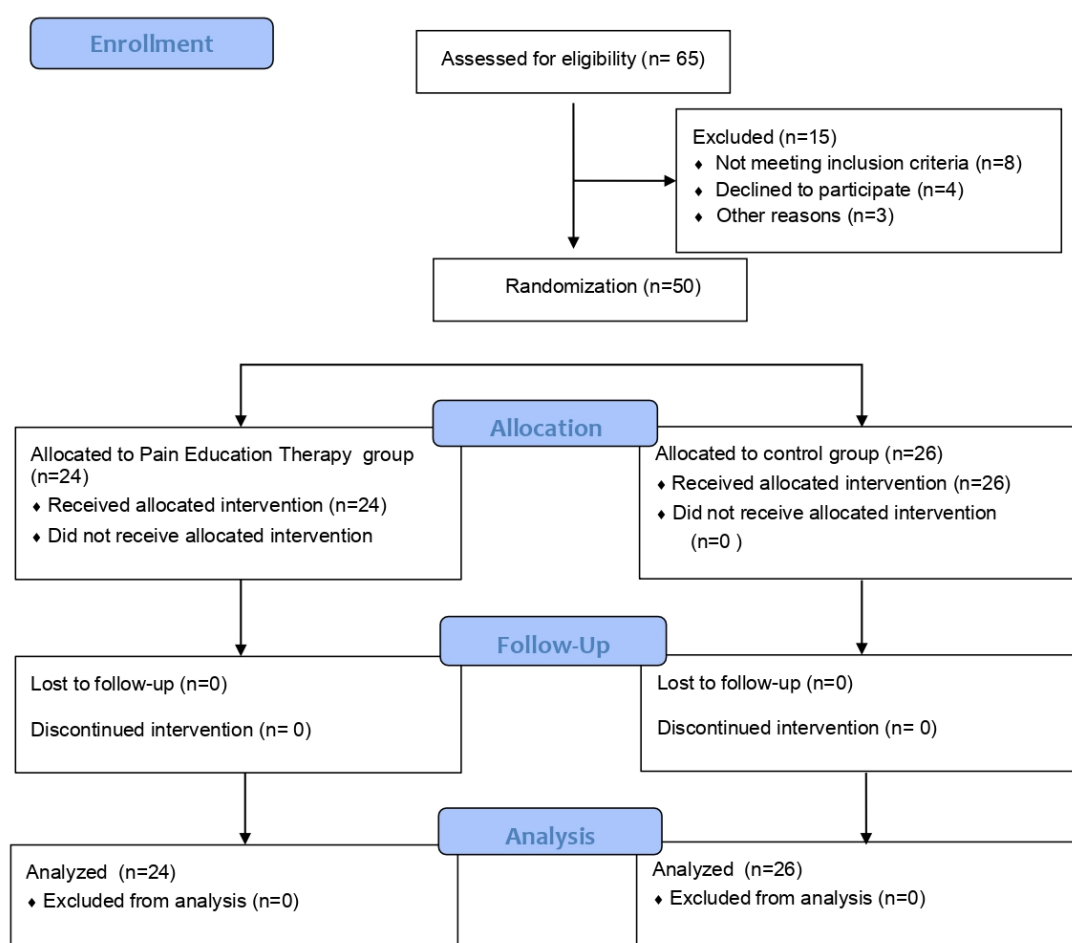 Enrollment
Assessed for eligibility (n= 65)
Excluded (n=15)
♦ Not meeting inclusion criteria (n=8)
♦ Declined to participate (n=4)
♦ Other reasons (n=3)
Randomization (n=50)
Allocation
Allocated to Pain Education Therapy group
(n=24)
♦ Received allocated intervention (n=24)
♦ Did not receive allocated intervention
Allocated to control group (n=26)
♦ Received allocated intervention (n=26)
♦ Did not receive allocated intervention
(n=0 )
Follow-Up
Lost to follow-up (n=0)
Discontinued intervention (n= 0)
Lost to follow-up (n=0)
Discontinued intervention (n= 0)
Analysis
Analyzed (n=24)
♦ Excluded from analysis (n=0)
Analyzed (n=26)
♦ Excluded from analysis (n=0)